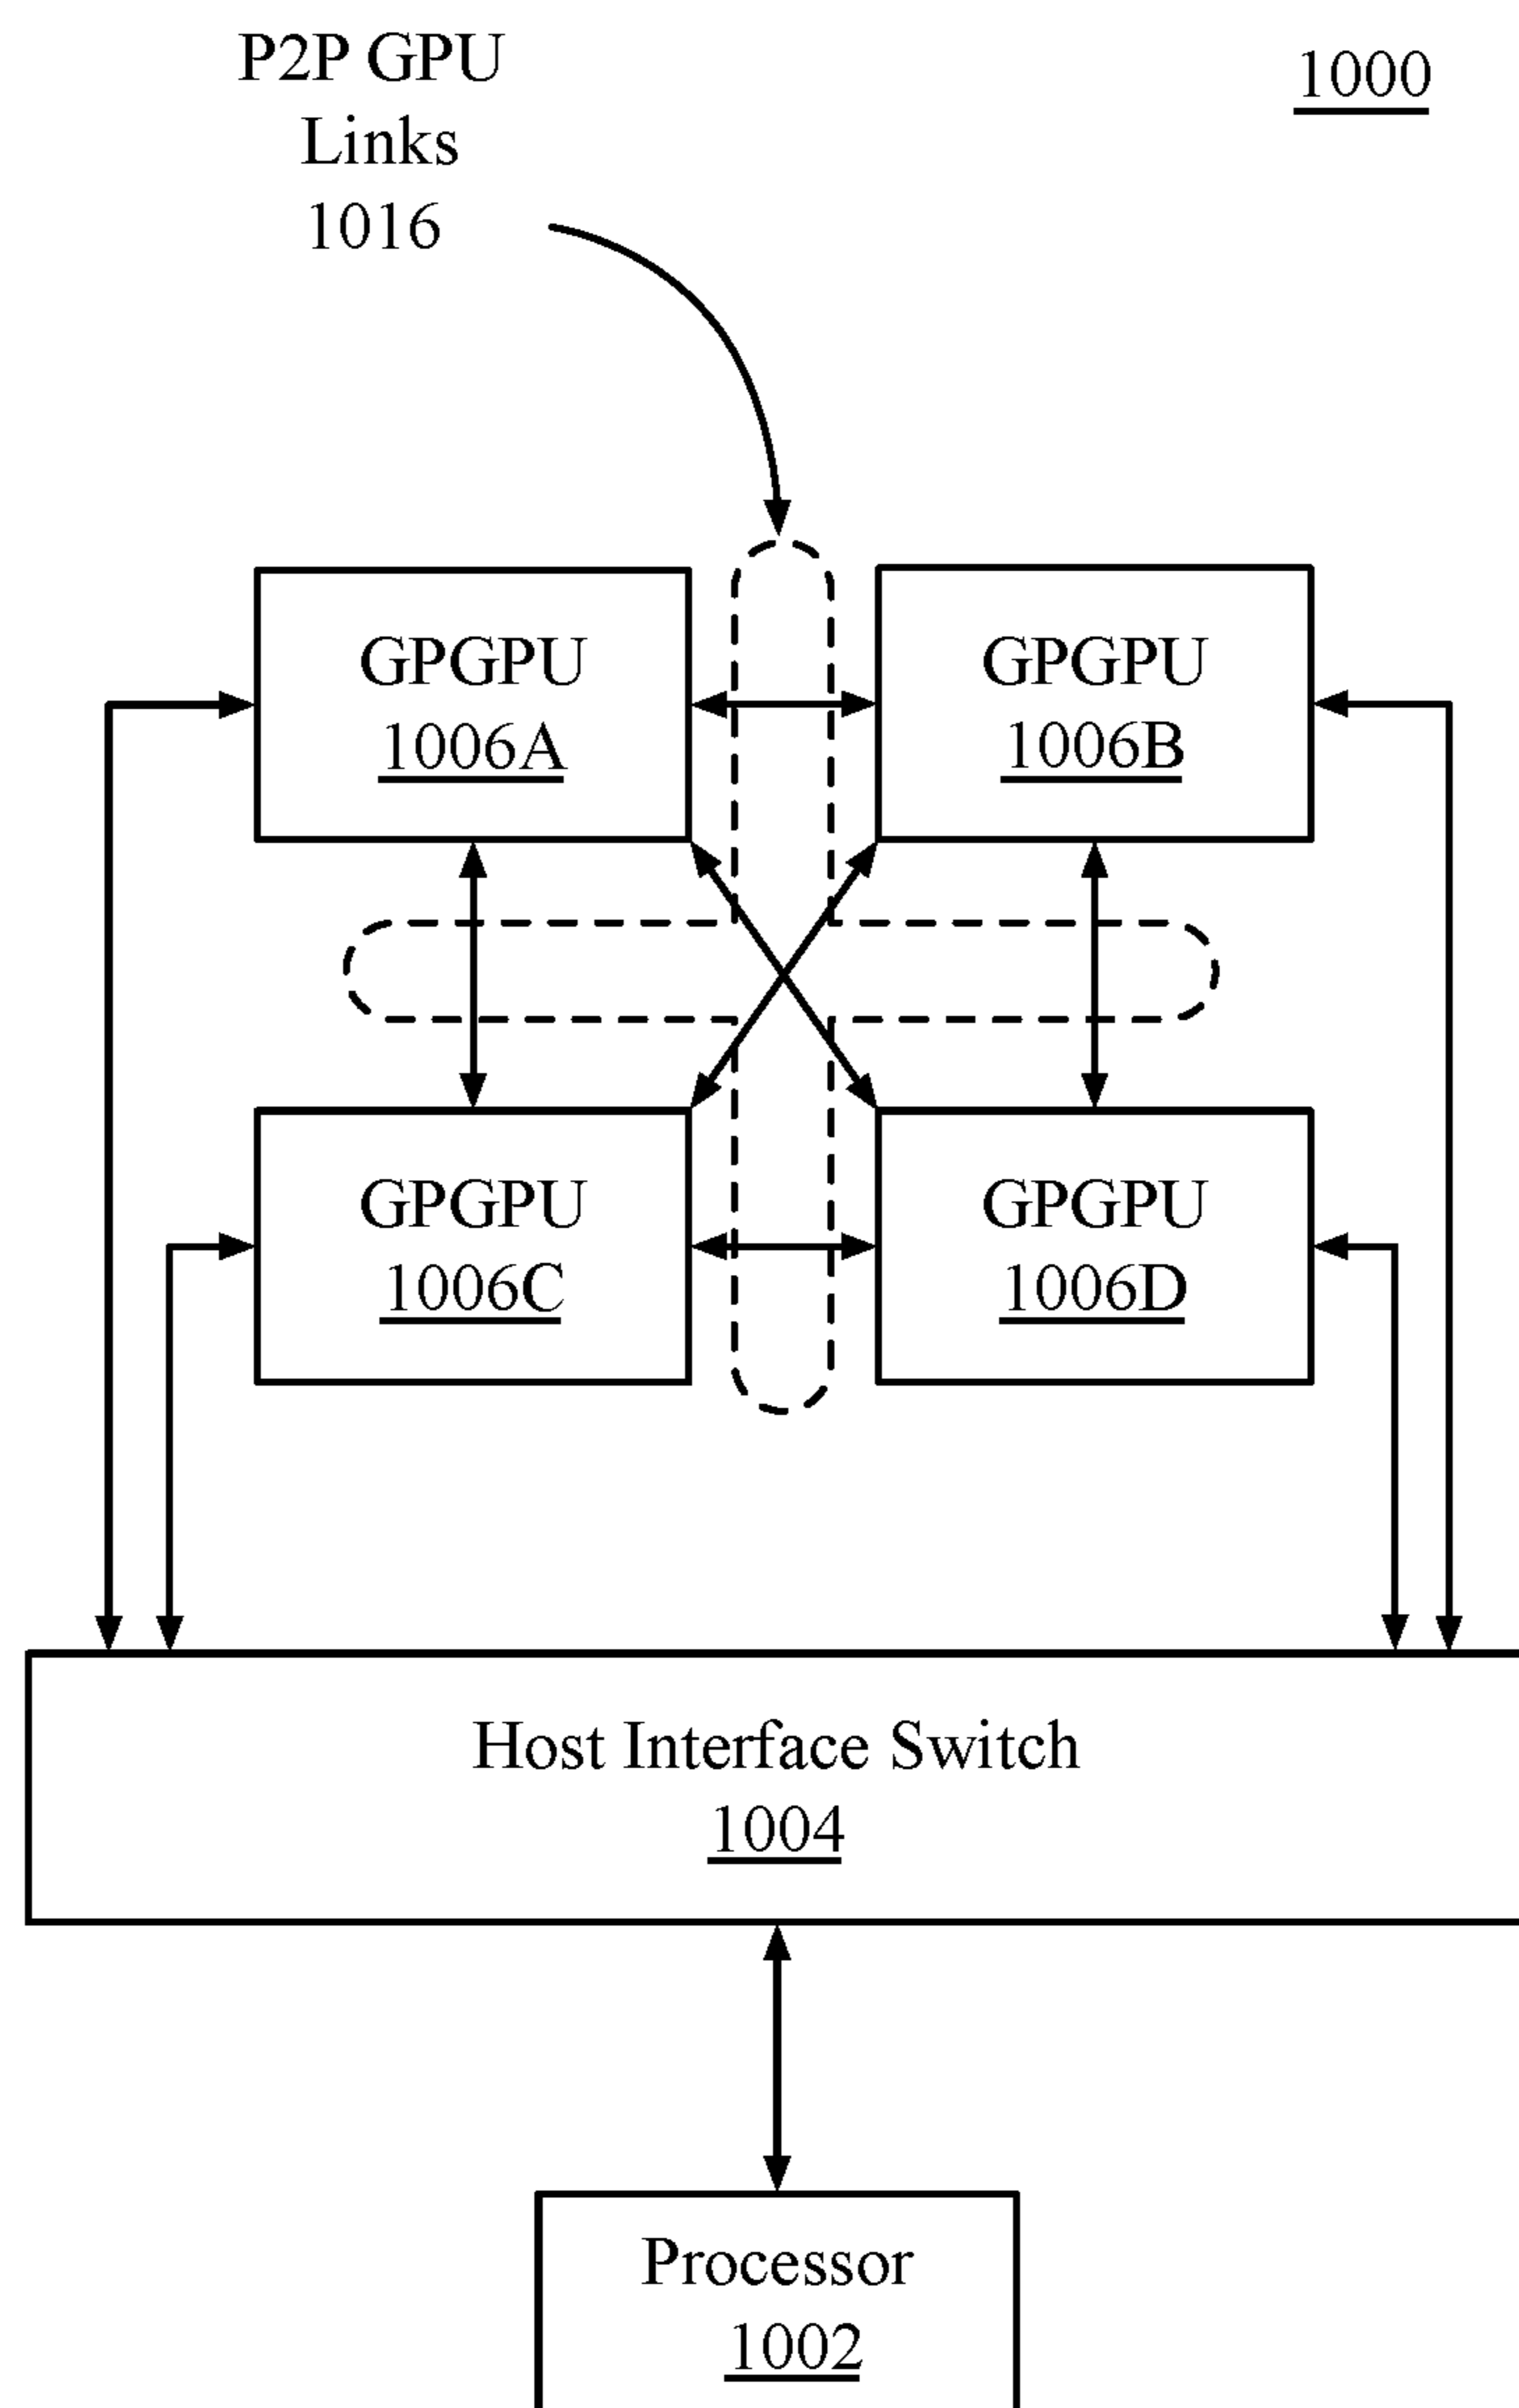 P2P GPU
Links
1016
1000
GPGPU
1006A
GPGPU
1006B
GPGPU
1006C
GPGPU
1006D
Host Interface Switch
1004
Processor
1002